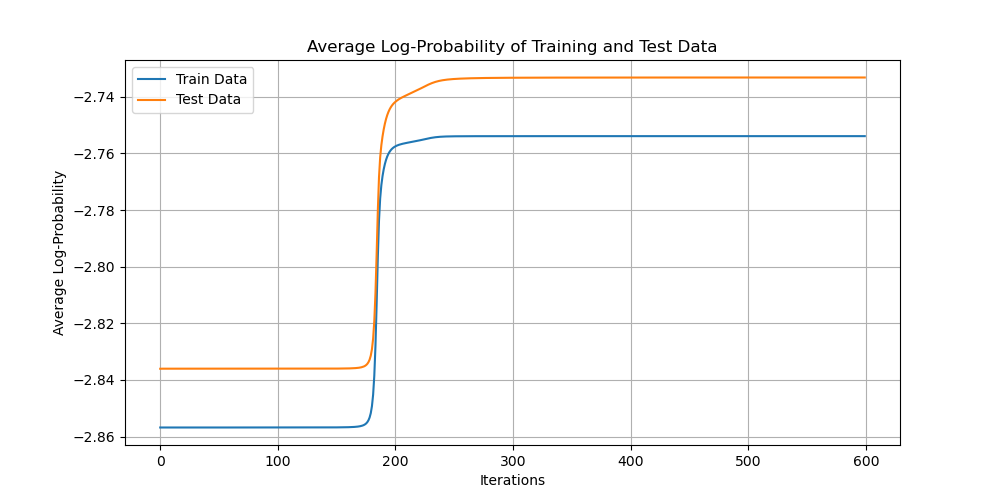 Average Log-Probability of Training and Test Data
Train Data
Test Data
−2.74
−2.76
−2.78
−2.80
−2.82
−2.84
−2.86
Average Log-Probability
0 100 200 300 400 500 600
Iterations